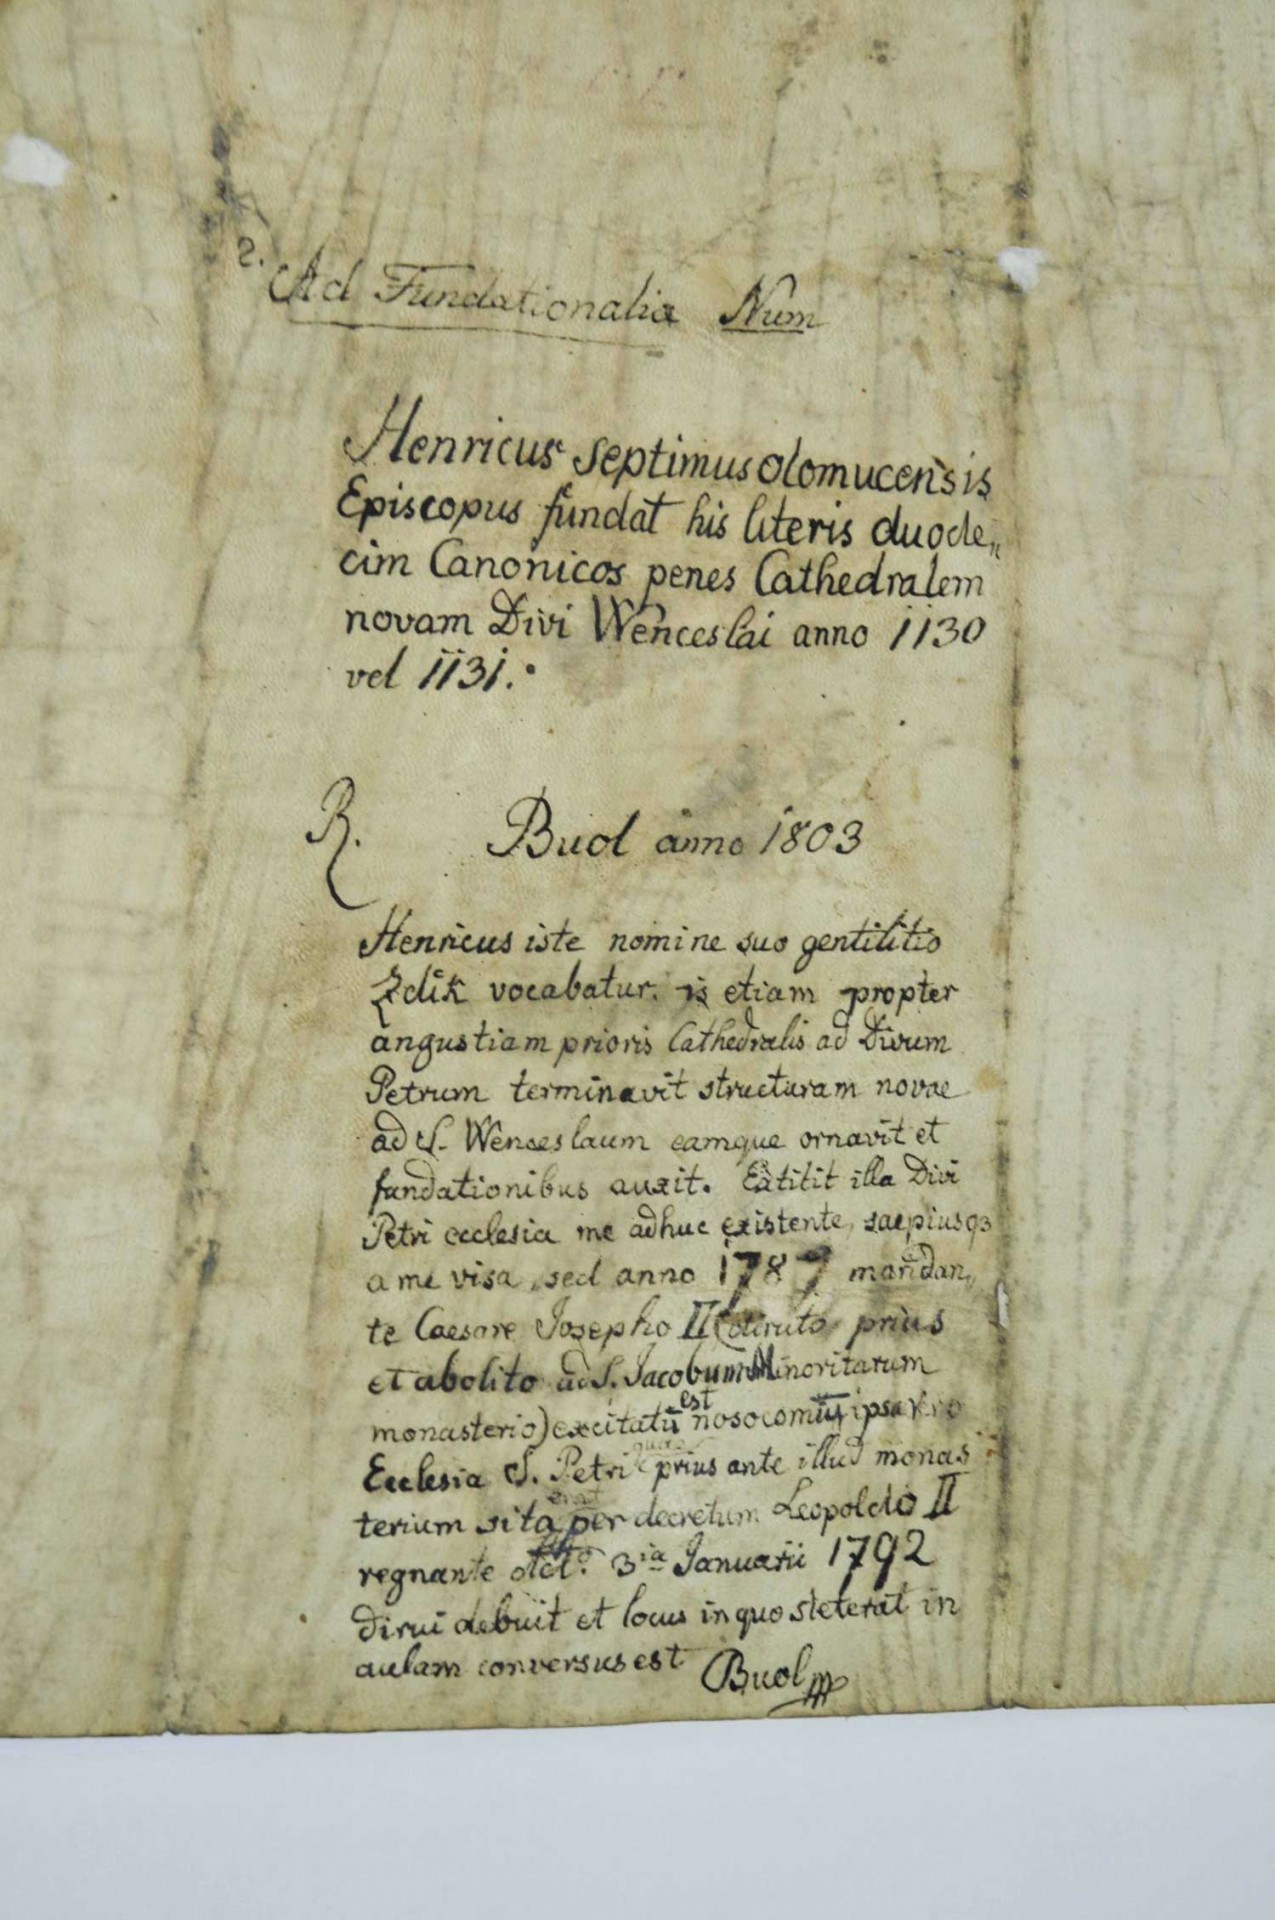 2.
Ad Fundationalia Num
Henricus septimus olomucensis
Episcopus fundat his literis duode„
cim Canonicos penes Cathedralem
novam Divi Wenceslai anno 1130
vel 1131.
R. Buol anno 1803
Henricus iste nomine suo gentilitio
Zdik vocabatur. is etiam propter
angustiam prioris Cathedralis ad Divum
Petrum terminavit structuram novae
ad S. Wenceslaum eamque ornavit et
fundationibus auxit. Extitit illa Divi
Petri ecclesia me adhuc existente, saepiusq3
a me visa, sed anno 1787 mandan„
te Caesare Josepho II (diruto prius
et abolito ad S. Jacobum Minoritarum
monasterio) excitatū est nosocomiū ipsa
Ecclesia S. Petri quae prius ante illud monas
terium sita erat per decretum Leopoldo II
regnante 3ia Januarii 1792
dirui debuit et locus in quo steterat in
aulam conversus est Buol